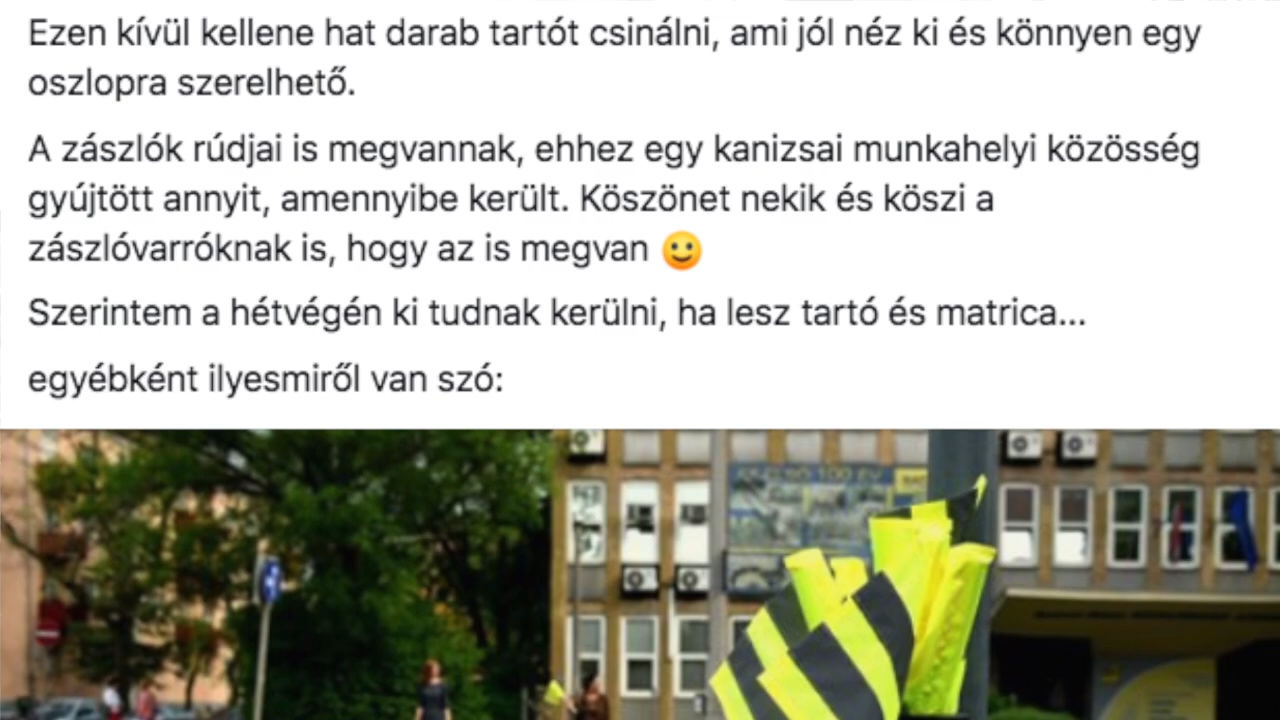 Ezen kívül kellene hat darab tartót csinálni, ami jól néz ki és könnyen egy
oszlopra szerelhető.
A zászlók rúdjai is megvannak, ehhez egy kanizsai munkahelyi közösség
gyújtött annyit, amennyibe került. Köszönet nekik és köszi a
zászlóvarróknak is, hogy az is megvan 🙂
Szerintem a hétvégén ki tudnak kerülni, ha lesz tartó és matrica...
egyébként ilyesmiről van szó: